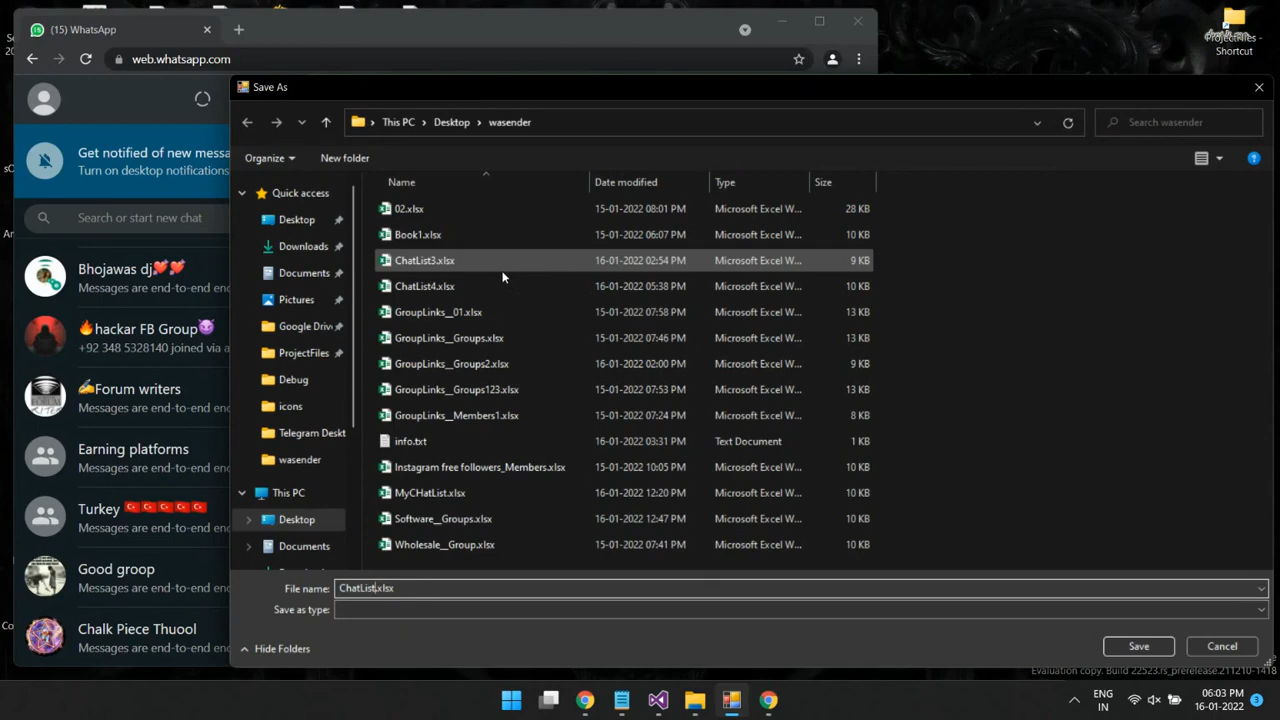 (15) WhatsApp
web.whatsapp.com
ProjectFiles -
Shortcut
Save As
Get notified of new messa
Turn on desktop notifications
Search or start new chat
Bhojawas dj💕
Messages are end-to-end enc
🔥hackar FB Group😈
+92 348 5328140 joined via a
✍Forum writers
Messages are end-to-end enc
Earning platforms
Messages are end-to-end enc
Turkey 🇹🇷🇹🇷🇹🇷🇹🇷🇹🇷
Messages are end-to-end enc
Good groop
Messages are end-to-end enc
Chalk Piece Thuool
Messages are end-to-end enc
This PC > Desktop > wasender
Search wasender
Organize
New folder
Quick access
Desktop
Downloads
Documents
Pictures
Google Driv
ProjectFiles
Debug
icons
Telegram Deskt
wasender
This PC
Desktop
Documents
Name Date modified Type Size
02.xlsx 15-01-2022 08:01 PM Microsoft Excel W... 28 KB
Book1.xlsx 15-01-2022 06:07 PM Microsoft Excel W... 10 KB
ChatList3.xlsx 16-01-2022 02:54 PM Microsoft Excel W... 9 KB
ChatList4.xlsx 16-01-2022 05:38 PM Microsoft Excel W... 10 KB
GroupLinks__01.xlsx 15-01-2022 07:58 PM Microsoft Excel W... 13 KB
GroupLinks__Groups.xlsx 15-01-2022 07:46 PM Microsoft Excel W... 13 KB
GroupLinks__Groups2.xlsx 16-01-2022 02:00 PM Microsoft Excel W... 9 KB
GroupLinks__Groups123.xlsx 15-01-2022 07:53 PM Microsoft Excel W... 13 KB
GroupLinks__Members1.xlsx 15-01-2022 07:24 PM Microsoft Excel W... 8 KB
info.txt 16-01-2022 03:31 PM Text Document 1 KB
Instagram free followers_Members.xlsx 15-01-2022 10:05 PM Microsoft Excel W... 10 KB
MyCHatList.xlsx 16-01-2022 12:20 PM Microsoft Excel W... 10 KB
Software__Groups.xlsx 16-01-2022 12:47 PM Microsoft Excel W... 10 KB
Wholesale__Group.xlsx 15-01-2022 07:41 PM Microsoft Excel W... 10 KB
File name: ChatList.xlsx
Save as type:
Hide Folders
Save
Cancel
Evaluation copy. Build 22523.rs_prerelease.211210-1418
ENG
IN
06:03 PM
16-01-2022
3